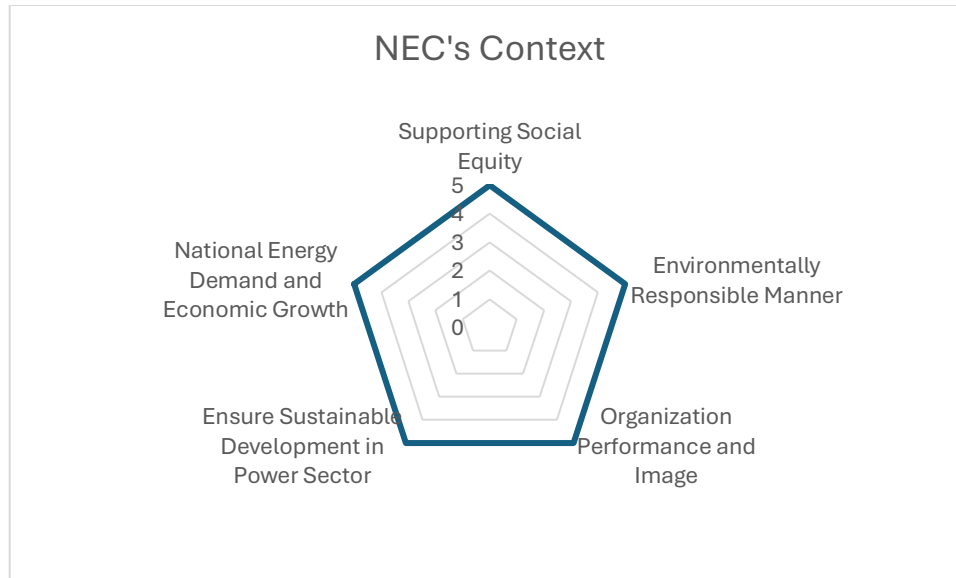 NEC's Context
Supporting Social
Equity
5
4
3
2
1
0
National Energy
Demand and
Economic Growth
Environmentally
Responsible Manner
Ensure Sustainable
Development in
Power Sector
Organization
Performance and
Image